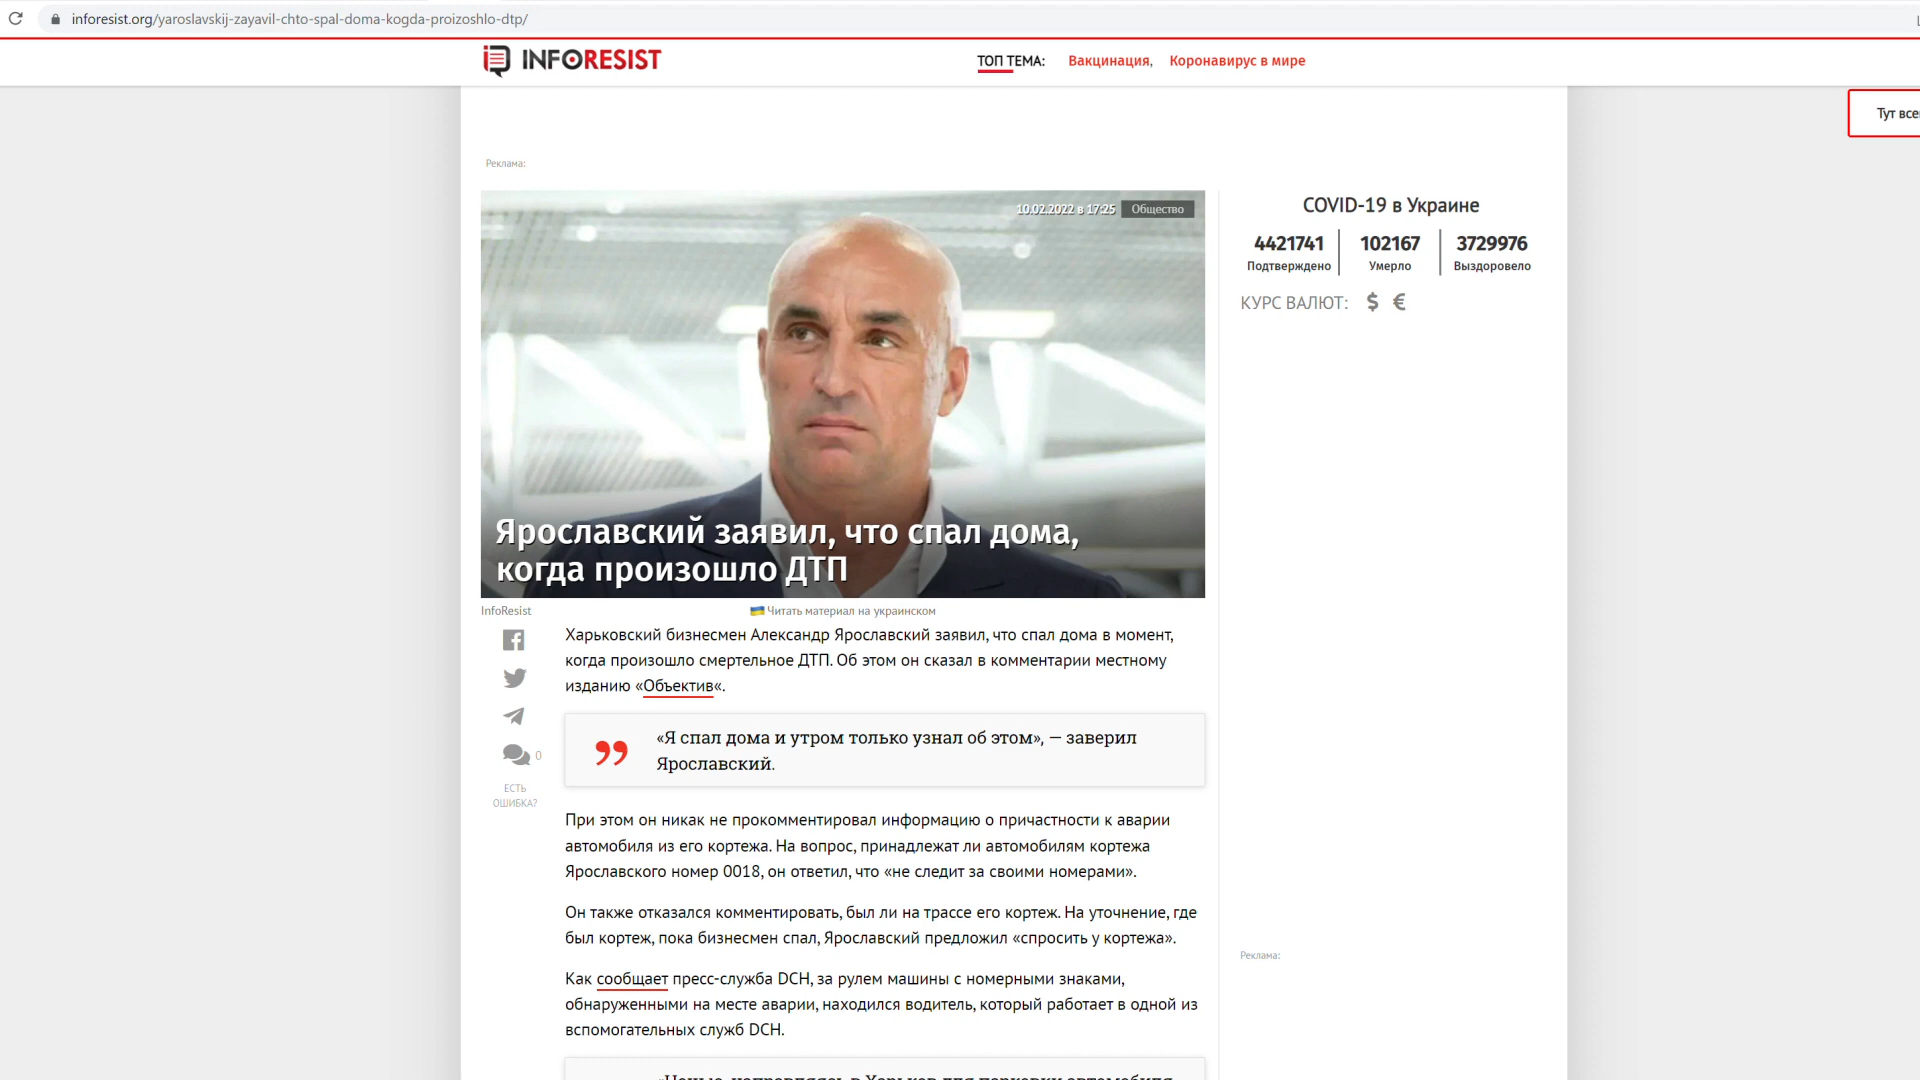 inforesist.org/yaroslavskij-zayavil-chto-spal-doma-kogda-proizoshlo-dtp/
INFORESIST
ТОП ТЕМА: Вакцинация, Коронавирус в мире
Тут все
Реклама:
10.02.2022 в 17:25 Общество
Ярославский заявил, что спал дома,
когда произошло ДТП
COVID-19 в Украине
4421741 102167 3729976
Подтверждено Умерло Выздоровело
КУРС ВАЛЮТ: $ €
InfoResist
Читать материал на украинском
Харьковский бизнесмен Александр Ярославский заявил, что спал дома в момент,
когда произошло смертельное ДТП. Об этом он сказал в комментарии местному
изданию «Объектив«.
«Я спал дома и утром только узнал об этом», — заверил
Ярославский.
0
ЕСТЬ
ОШИБКА?
При этом он никак не прокомментировал информацию о причастности к аварии
автомобиля из его кортежа. На вопрос, принадлежат ли автомобилям кортежа
Ярославского номер 0018, он ответил, что «не следит за своими номерами».
Он также отказался комментировать, был ли на трассе его кортеж. На уточнение, где
был кортеж, пока бизнесмен спал, Ярославский предложил «спросить у кортежа».
Реклама:
Как сообщает пресс-служба DCH, за рулем машины с номерными знаками,
обнаруженными на месте аварии, находился водитель, который работает в одной из
вспомогательных служб DCH.
«Ночью, направляясь в Харьков для парковки автомобиля